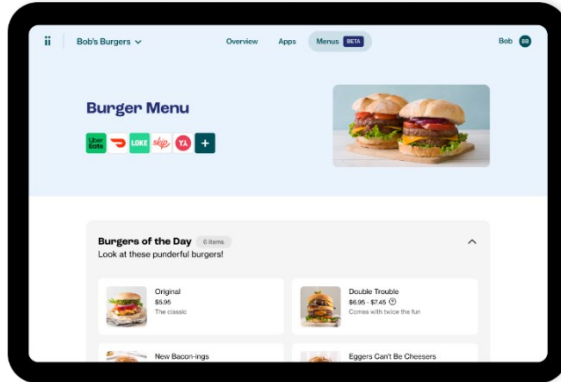 Bob's Burgers
Overview
Apps
Menus BETA
Bob BB
Burger Menu
Uber Eats
LOKE
skip
Burgers of the Day 6 items
Look at these punderful burgers!
Original
$5.95
The classic
Double Trouble
$6.95 - $7.45
Comes with twice the fun
New Bacon-ings
Eggers Can't Be Cheesers